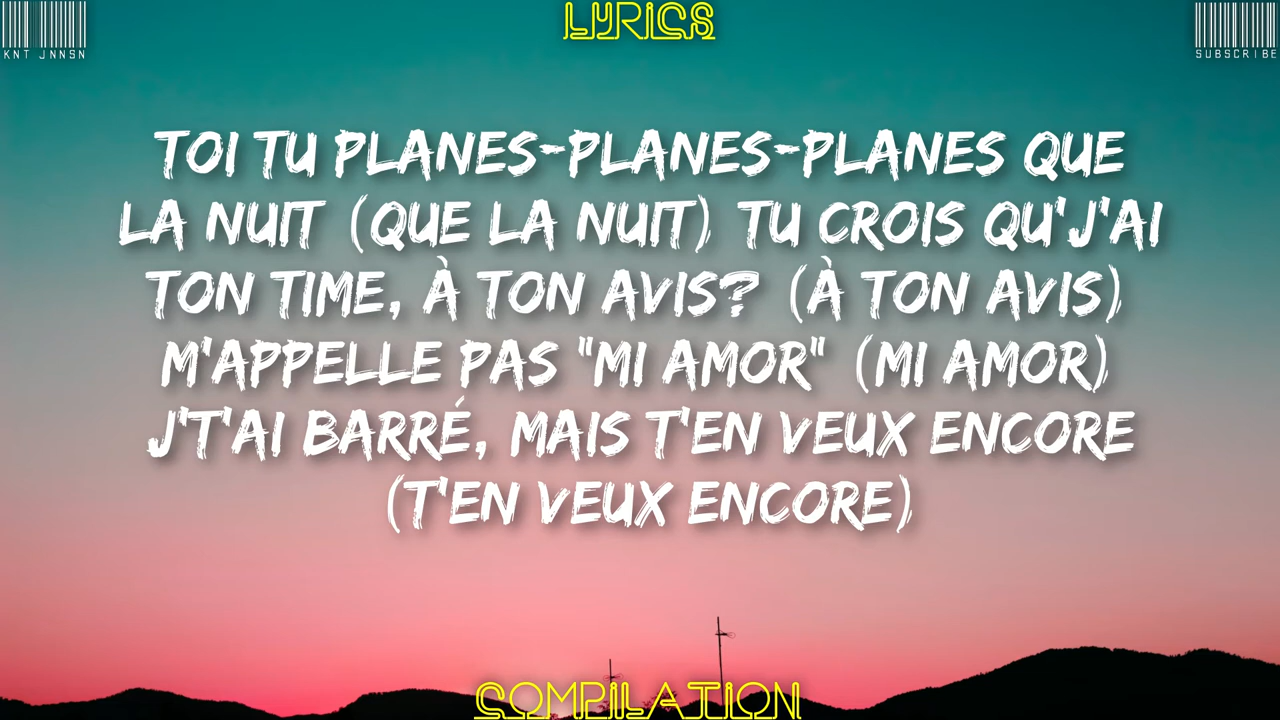 LYRICS
KNT JNNSN
SUBSCRIBE
TOI TU PLANES-PLANES-PLANES QUE
LA NUIT (QUE LA NUIT) TU CROIS QU'J'AI
TON TIME, À TON AVIS? (À TON AVIS)
M'APPELLE PAS "MI AMOR" (MI AMOR)
J'T'AI BARRÉ, MAIS T'EN VEUX ENCORE
(T'EN VEUX ENCORE)
COMPILATION